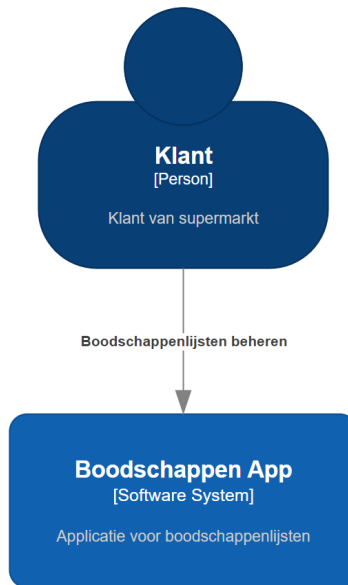 Klant
[Person]
Klant van supermarkt
Boodschappenlijsten beheren
Boodschappen App
[Software System]
Applicatie voor boodschappenlijsten